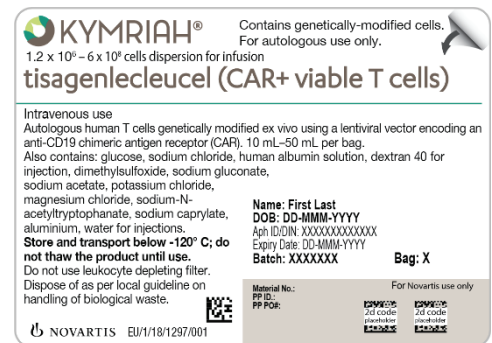 KYMRIAH®
Contains genetically-modified cells.
For autologous use only.
1.2 x 10⁶ – 6 x 10⁸ cells dispersion for infusion
tisagenlecleucel (CAR+ viable T cells)
Intravenous use
Autologous human T cells genetically modified ex vivo using a lentiviral vector encoding an
anti-CD19 chimeric antigen receptor (CAR). 10 mL–50 mL per bag.
Also contains: glucose, sodium chloride, human albumin solution, dextran 40 for
injection, dimethylsulfoxide, sodium gluconate,
sodium acetate, potassium chloride,
magnesium chloride, sodium-N-
acetyltryptophanate, sodium caprylate,
aluminium, water for injections.
Store and transport below -120° C; do
not thaw the product until use.
Do not use leukocyte depleting filter.
Dispose of as per local guideline on
handling of biological waste.
NOVARTIS EU/1/18/1297/001
Name: First Last
DOB: DD-MMM-YYYY
Aph ID/DIN: XXXXXXXXXXXXX
Expiry Date: DD-MMM-YYYY
Batch: XXXXXXX Bag: X
Material No.:
PP ID.:
PP PO#:
For Novartis use only
2d code
placeholder
2d code
placeholder